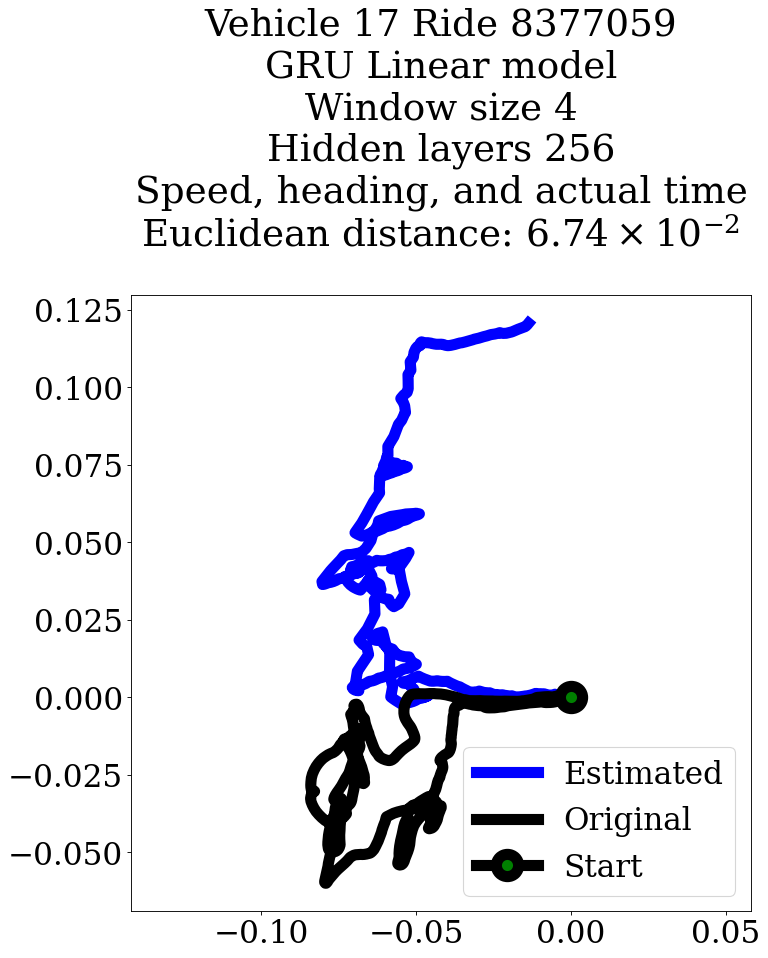 Vehicle 17 Ride 8377059
GRU Linear model
Window size 4
Hidden layers 256
Speed, heading, and actual time
Euclidean distance: 6.74 × 10⁻²
0.125
0.100
0.075
0.050
0.025
0.000
−0.025
−0.050
Estimated
Original
Start
−0.10 −0.05 0.00 0.05